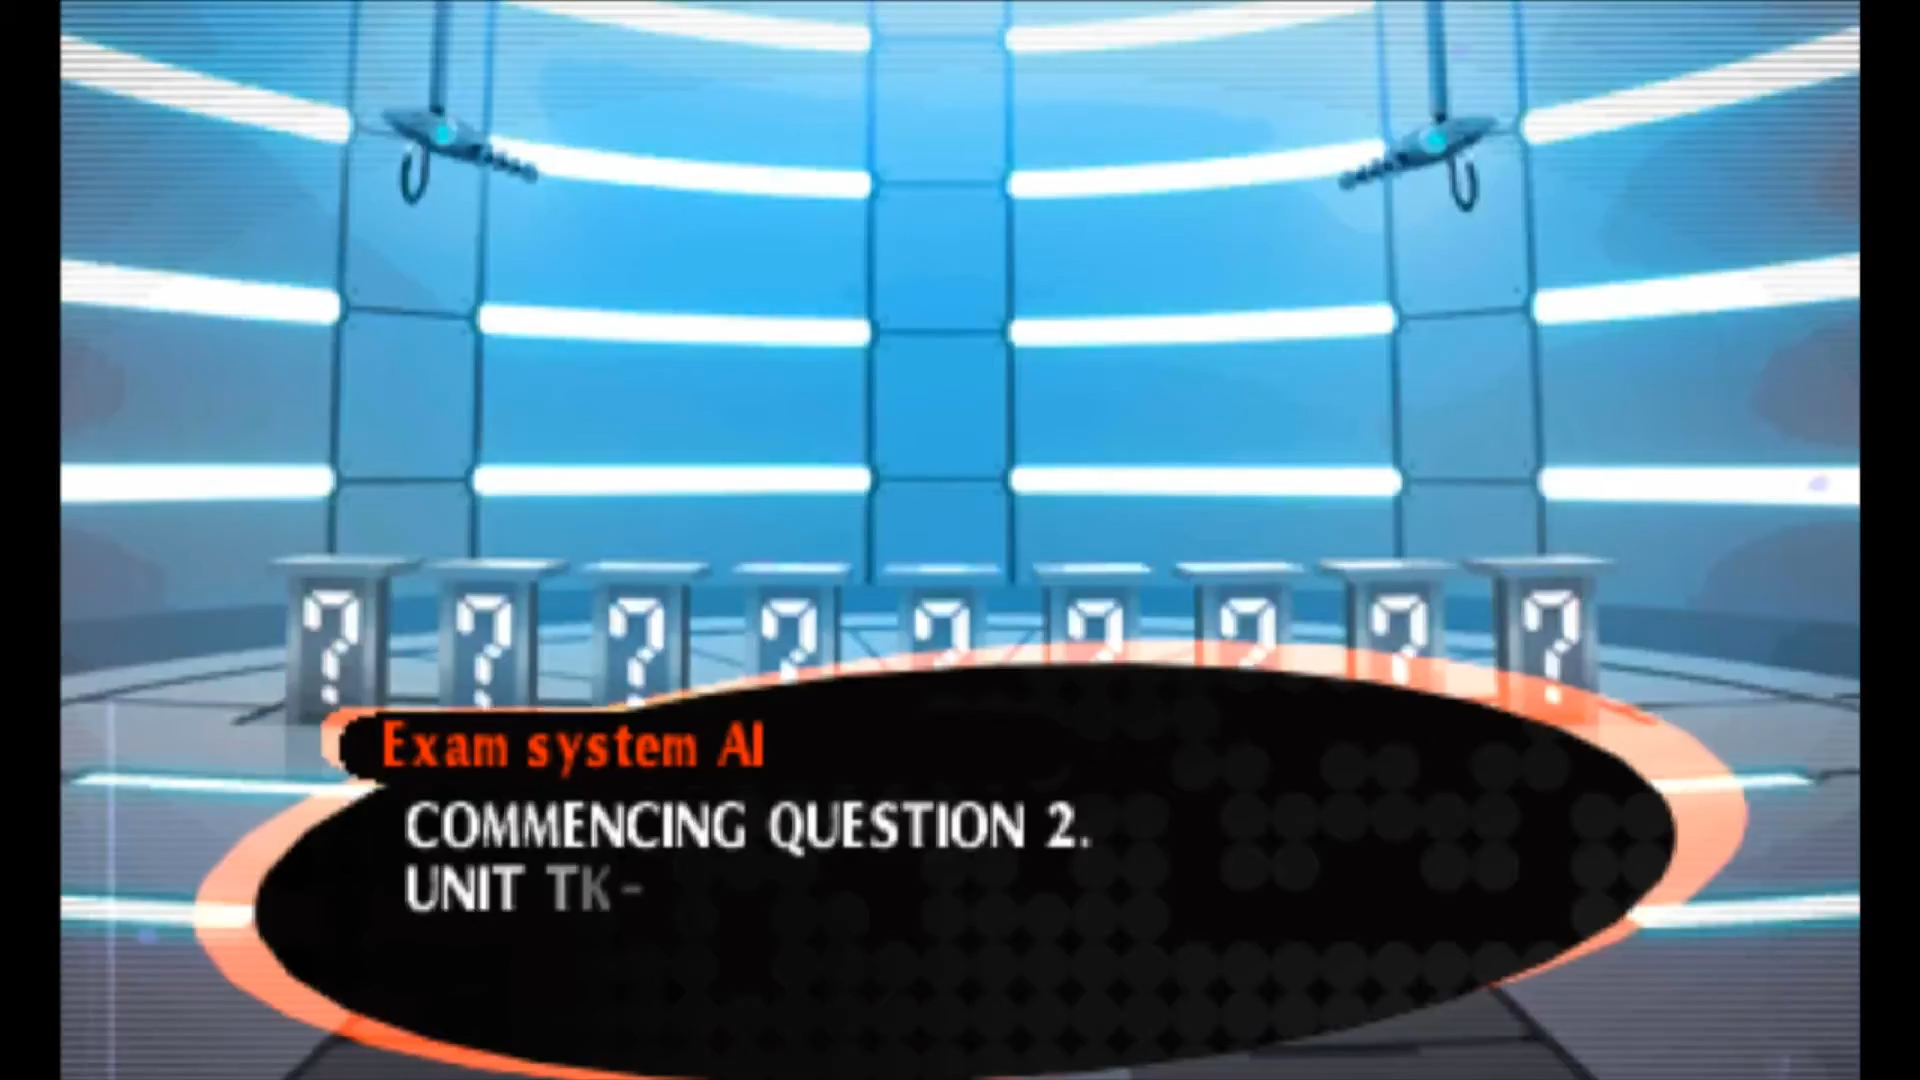 ? ? ? ? ? ? ? ? ?
Exam system AI
COMMENCING QUESTION 2.
UNIT TK-